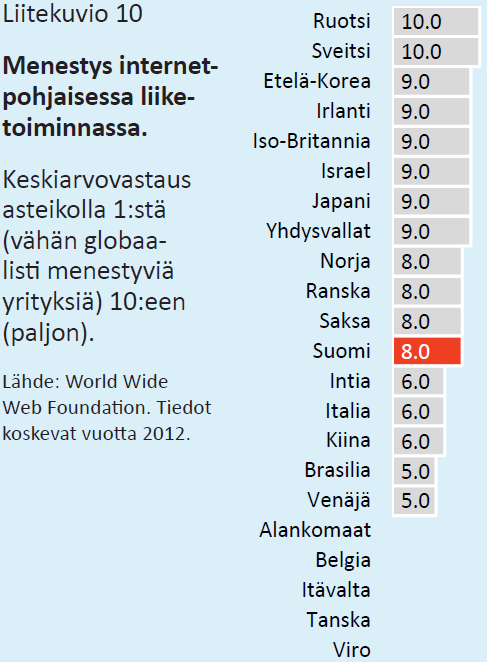 Liitekuvio 10
Menestys internet-
pohjaisessa liike-
toiminnassa.
Keskiarvovastaus
asteikolla 1:stä
(vähän globaa-
listi menestyviä
yrityksiä) 10:een
(paljon).
Lähde: World Wide
Web Foundation. Tiedot
koskevat vuotta 2012.
Ruotsi 10.0
Sveitsi 10.0
Etelä-Korea 9.0
Irlanti 9.0
Iso-Britannia 9.0
Israel 9.0
Japani 9.0
Yhdysvallat 9.0
Norja 8.0
Ranska 8.0
Saksa 8.0
Suomi 8.0
Intia 6.0
Italia 6.0
Kiina 6.0
Brasilia 5.0
Venäjä 5.0
Alankomaat
Belgia
Itävalta
Tanska
Viro